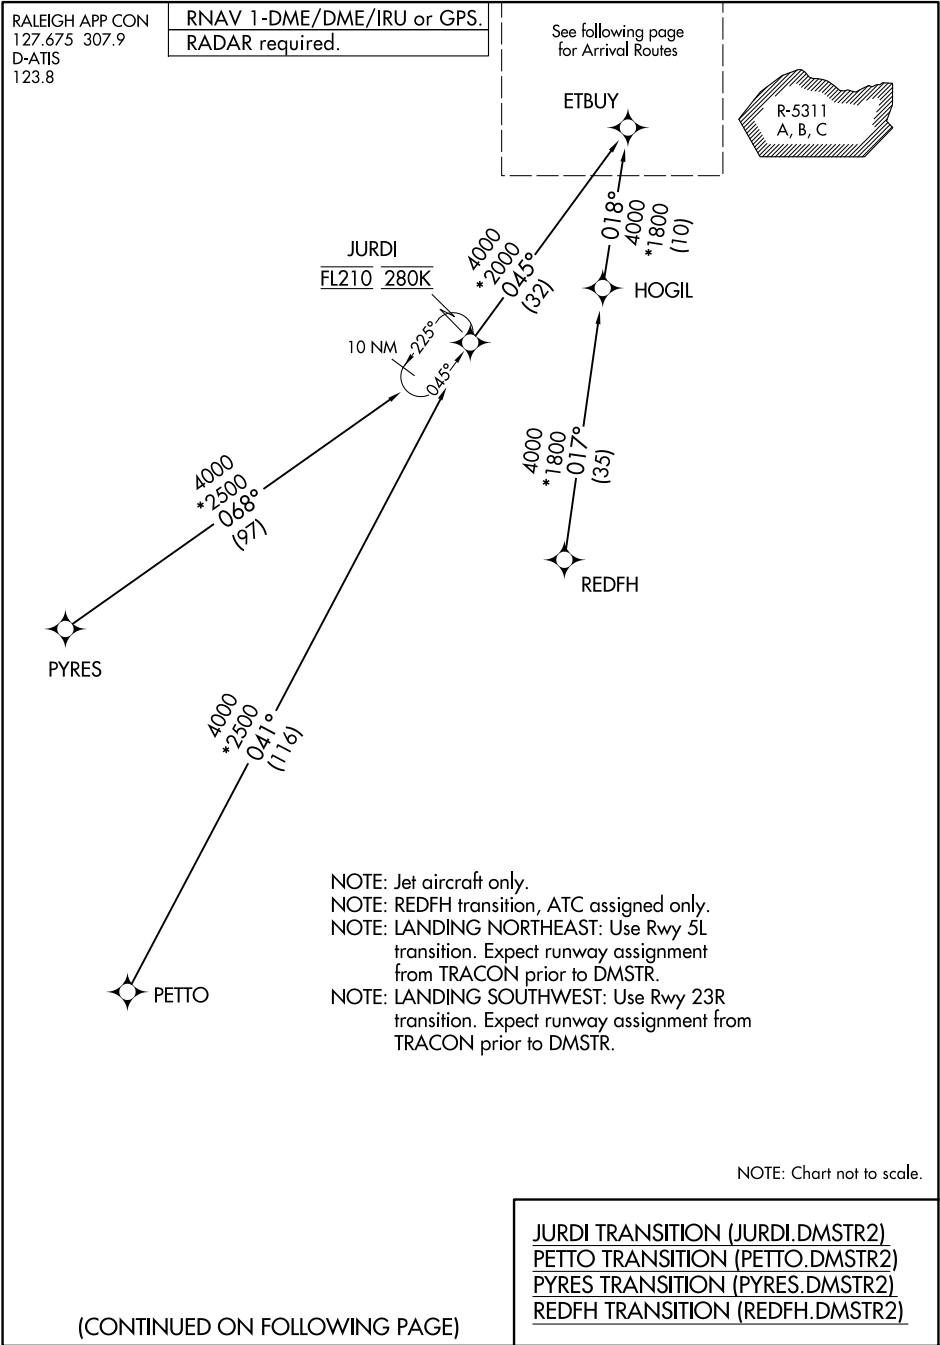 RALEIGH APP CON
127.675 307.9
D-ATIS
123.8
RNAV 1-DME/DME/IRU or GPS.
RADAR required.
See following page
for Arrival Routes
ETBUY
R-5311
A, B, C
018°
4000
*1800
(10)
JURDI
FL210 280K
4000
*2000
045°
(32)
HOGIL
10 NM
225°
045°
4000
*1800
017°
(35)
4000
*2500
068°
(97)
REDFH
PYRES
4000
*2500
041°
(116)
NOTE: Jet aircraft only.
NOTE: REDFH transition, ATC assigned only.
NOTE: LANDING NORTHEAST: Use Rwy 5L
transition. Expect runway assignment
from TRACON prior to DMSTR.
NOTE: LANDING SOUTHWEST: Use Rwy 23R
transition. Expect runway assignment from
TRACON prior to DMSTR.
PETTO
NOTE: Chart not to scale.
JURDI TRANSITION (JURDI.DMSTR2)
PETTO TRANSITION (PETTO.DMSTR2)
PYRES TRANSITION (PYRES.DMSTR2)
REDFH TRANSITION (REDFH.DMSTR2)
(CONTINUED ON FOLLOWING PAGE)